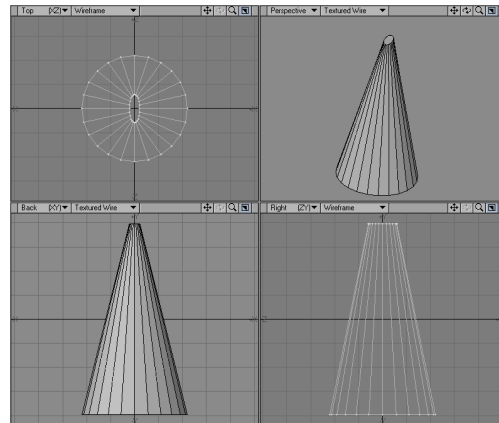 Top (XZ) Wireframe
Perspective Textured Wire
Back (XY) Textured Wire
Right (ZY) Wireframe